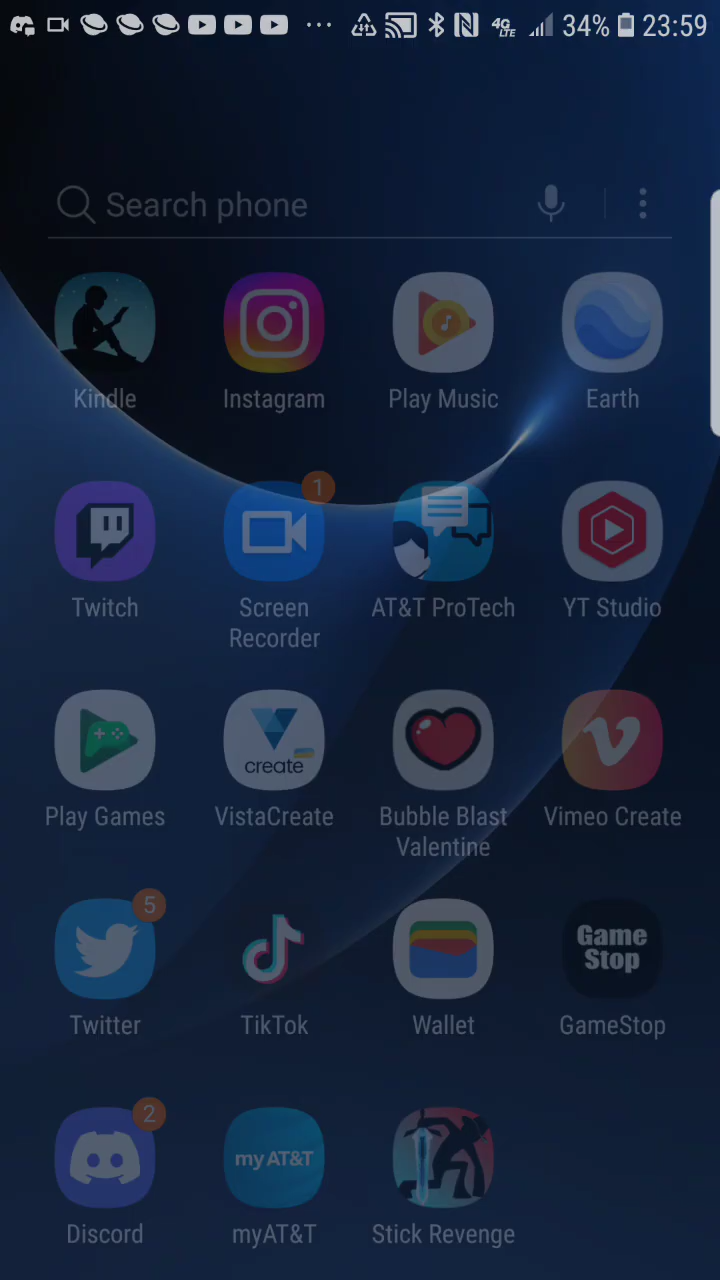 4G LTE 34% 23:59
Search phone
Kindle Instagram Play Music Earth
1
Twitch Screen Recorder AT&T ProTech YT Studio
create
Play Games VistaCreate Bubble Blast Valentine Vimeo Create
5
Game Stop
Twitter TikTok Wallet GameStop
2
my AT&T
Discord myAT&T Stick Revenge